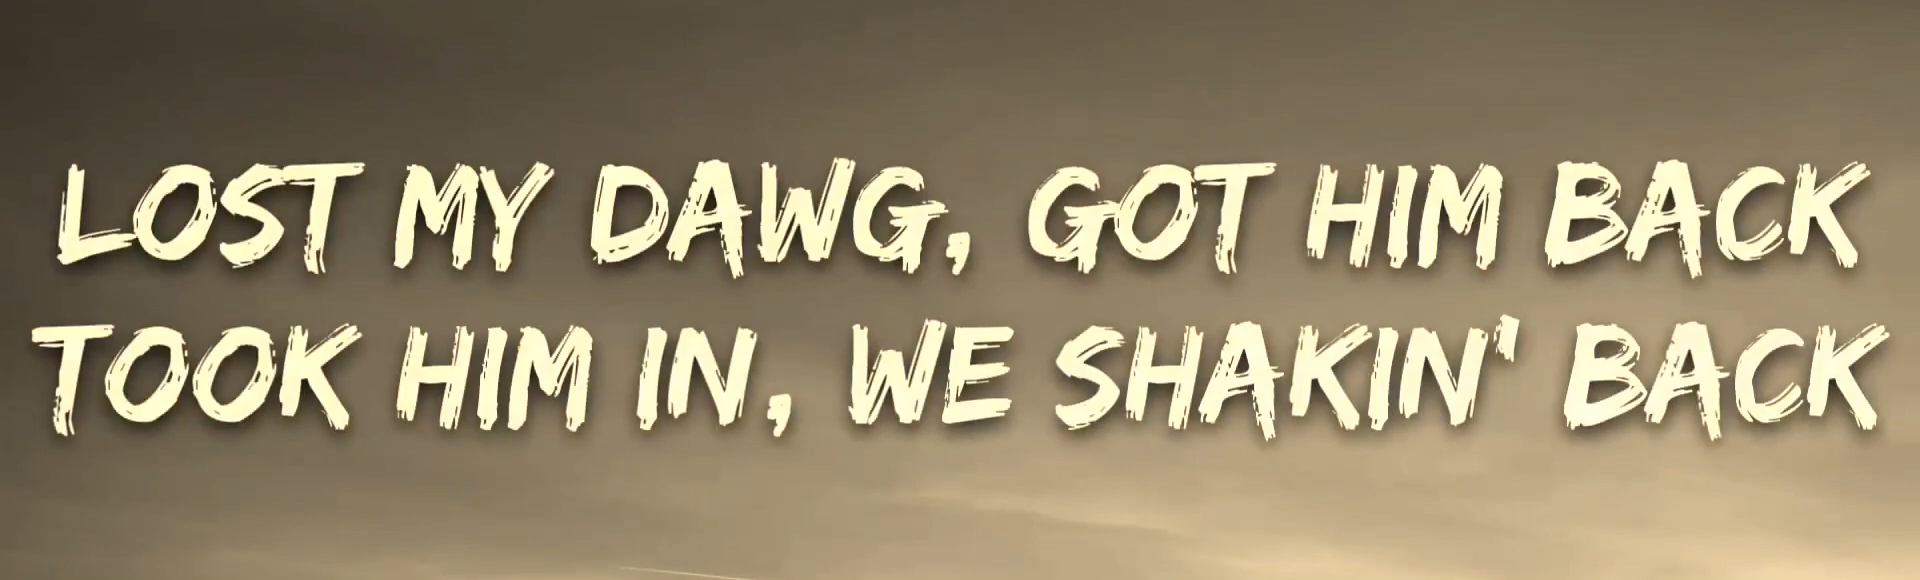 LOST MY DAWG, GOT HIM BACK
TOOK HIM IN, WE SHAKIN' BACK